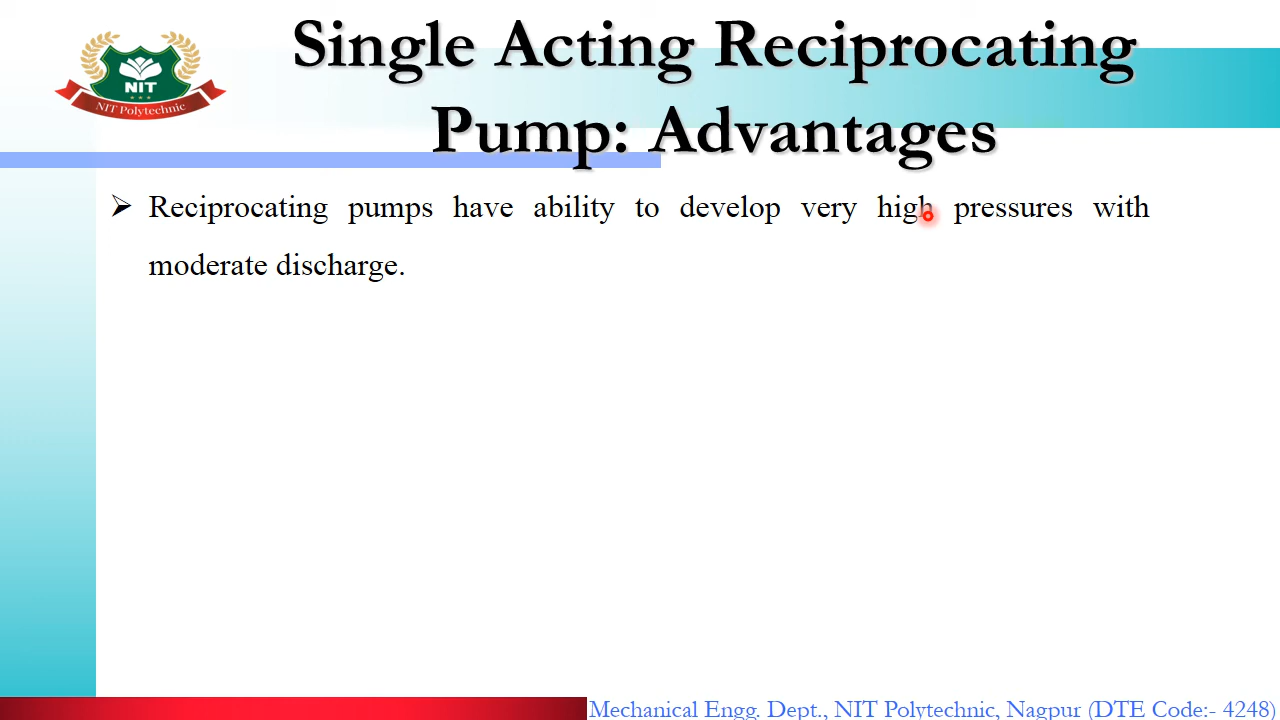 Single Acting Reciprocating
Pump: Advantages
NIT
NIT Polytechnic
➢ Reciprocating pumps have ability to develop very high pressures with
moderate discharge.
Mechanical Engg. Dept., NIT Polytechnic, Nagpur (DTE Code:- 4248)